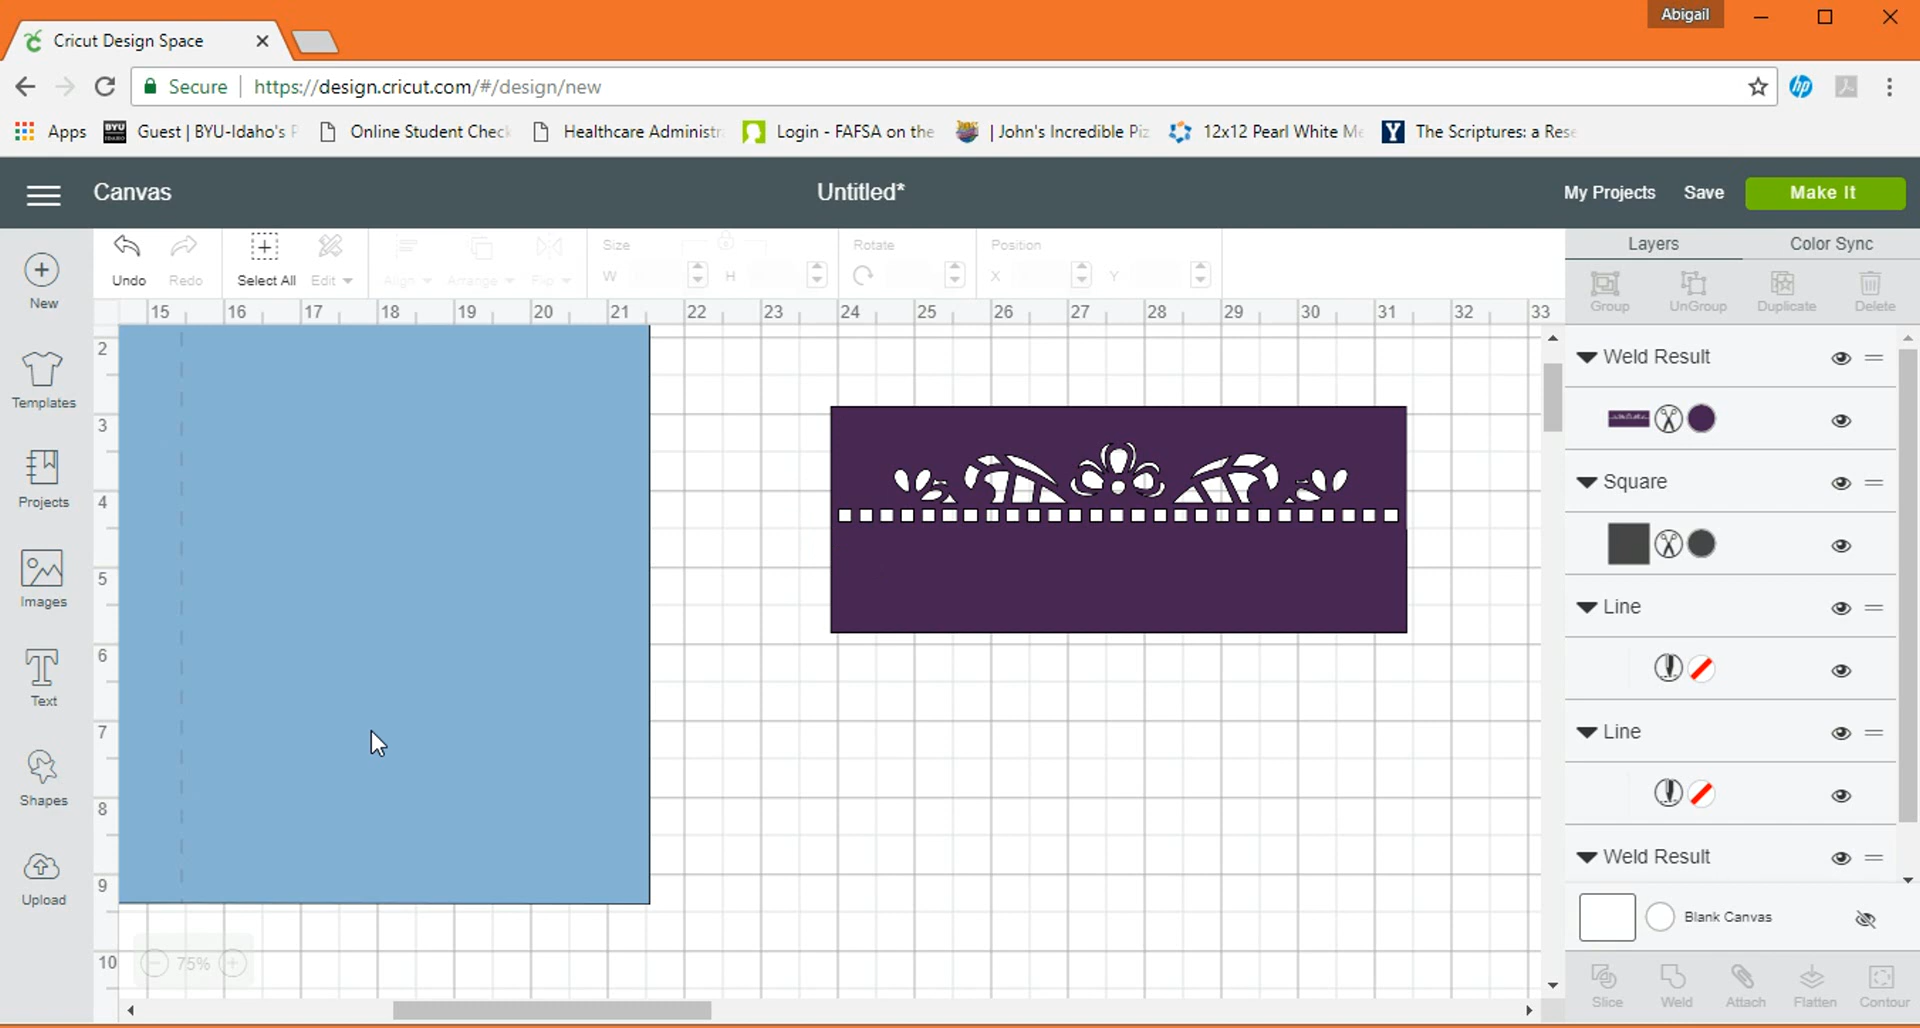 Abigail
Cricut Design Space
Secure https://design.cricut.com/#/design/new
Apps Guest | BYU-Idaho's P Online Student Check Healthcare Administra Login - FAFSA on the | John's Incredible Piz 12x12 Pearl White Me The Scriptures: a Rese
Canvas Untitled* My Projects Save Make It
Undo Redo Select All Edit Align Arrange Flip Size W H Rotate Position X Y
Layers Color Sync
Group UnGroup Duplicate Delete
New
Templates
Projects
Images
Text
Shapes
Upload
15 16 17 18 19 20 21 22 23 24 25 26 27 28 29 30 31 32 33
2
3
4
5
6
7
8
9
10
75%
Weld Result
Square
Line
Line
Weld Result
Blank Canvas
Slice Weld Attach Flatten Contour